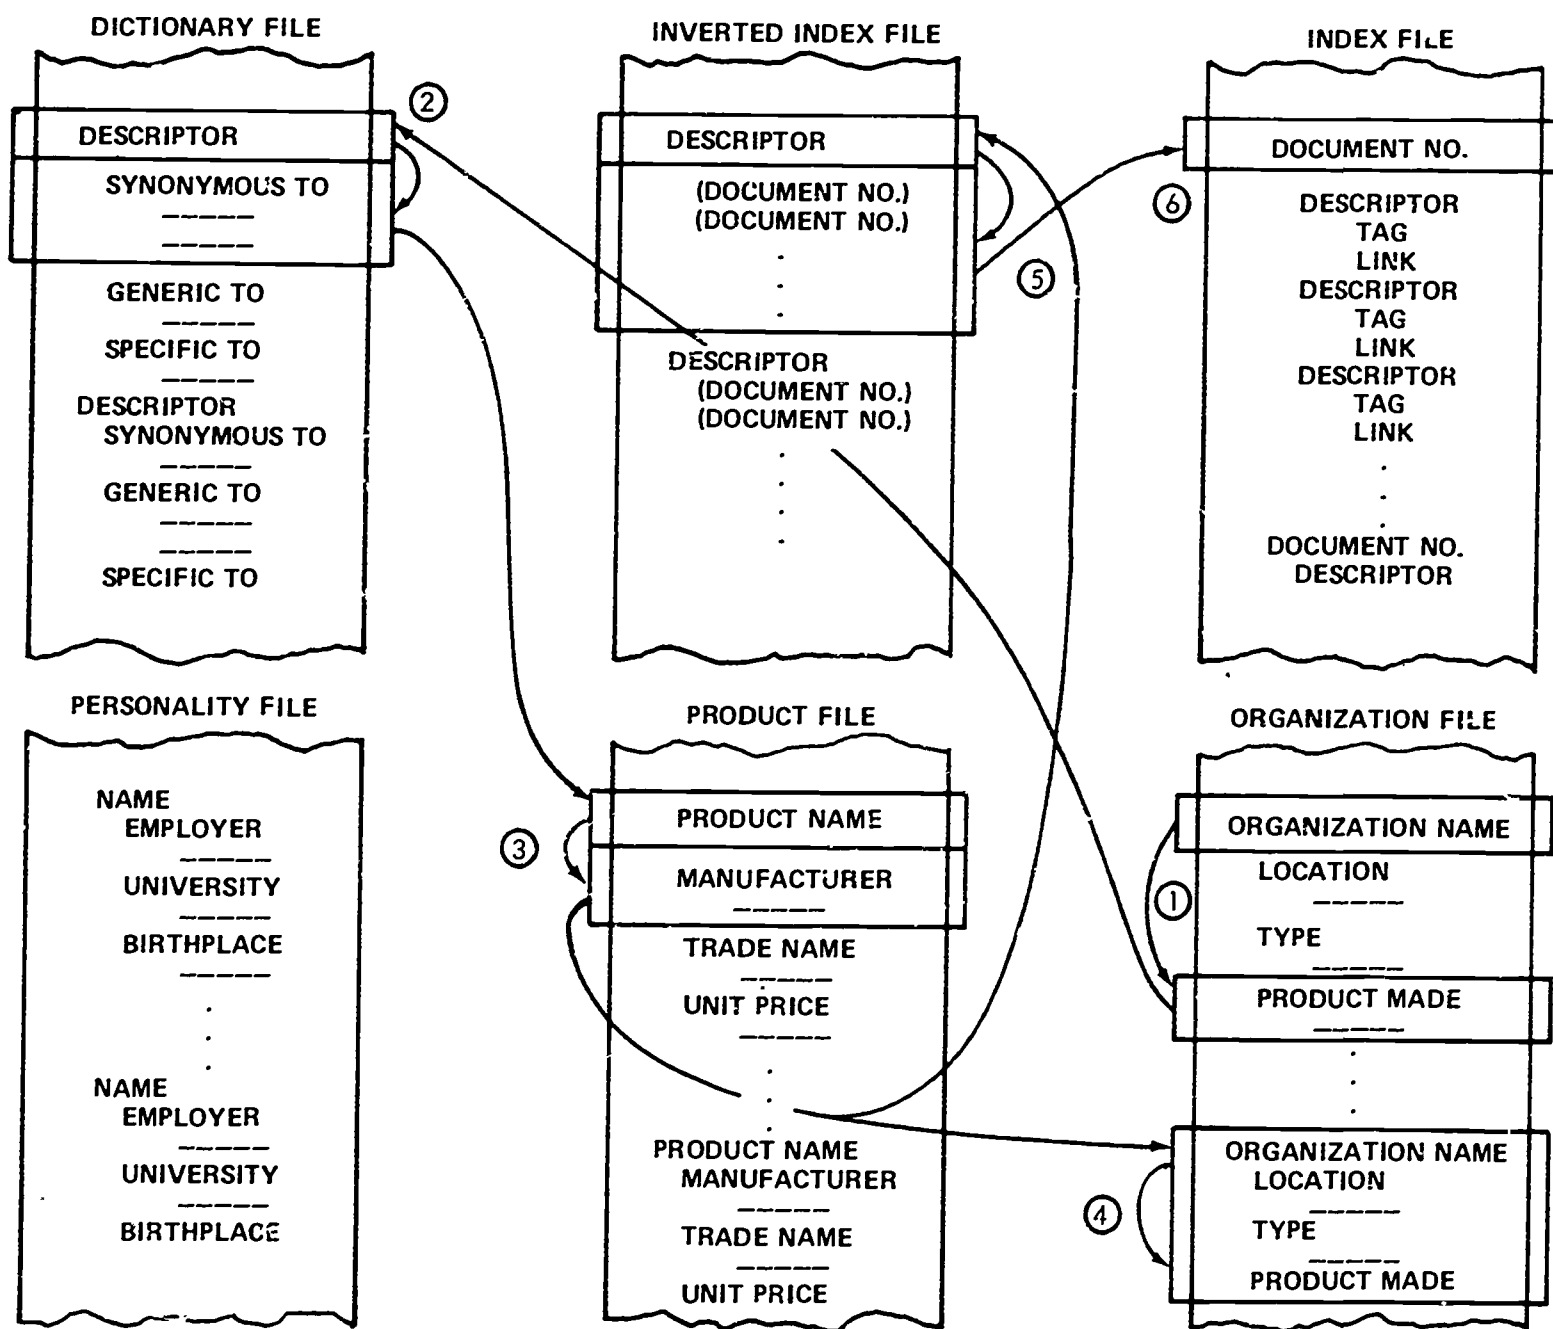 DICTIONARY FILE
DESCRIPTOR
SYNONYMOUS TO
GENERIC TO
SPECIFIC TO
DESCRIPTOR
SYNONYMOUS TO
GENERIC TO
SPECIFIC TO
②
INVERTED INDEX FILE
DESCRIPTOR
(DOCUMENT NO.)
(DOCUMENT NO.)
DESCRIPTOR
(DOCUMENT NO.)
(DOCUMENT NO.)
⑤
INDEX FILE
DOCUMENT NO.
⑥
DESCRIPTOR
TAG
LINK
DESCRIPTOR
TAG
LINK
DESCRIPTOR
TAG
LINK
DOCUMENT NO.
DESCRIPTOR
PERSONALITY FILE
NAME
EMPLOYER
UNIVERSITY
BIRTHPLACE
NAME
EMPLOYER
UNIVERSITY
BIRTHPLACE
PRODUCT FILE
PRODUCT NAME
③
MANUFACTURER
TRADE NAME
UNIT PRICE
PRODUCT NAME
MANUFACTURER
TRADE NAME
UNIT PRICE
ORGANIZATION FILE
ORGANIZATION NAME
LOCATION
①
TYPE
PRODUCT MADE
ORGANIZATION NAME
LOCATION
④
TYPE
PRODUCT MADE